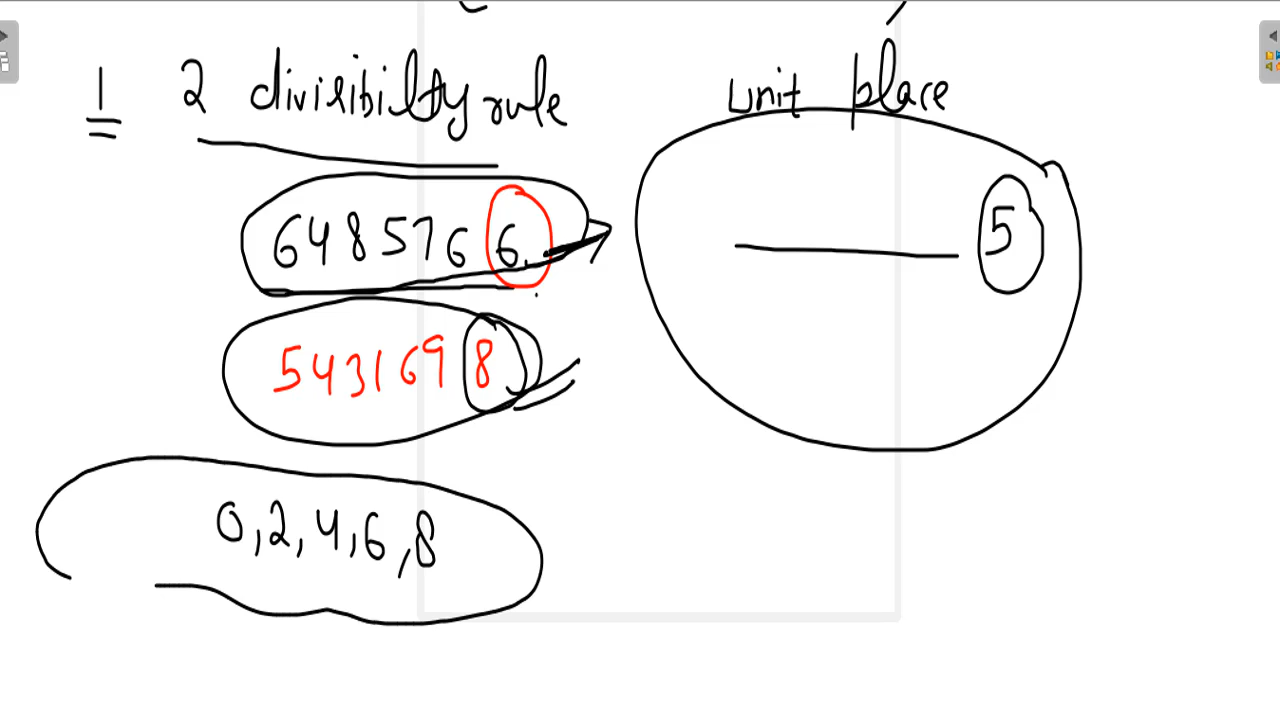 1 2 divisibilty rule
unit place
6485766
5
5431698
0,2,4,6,8